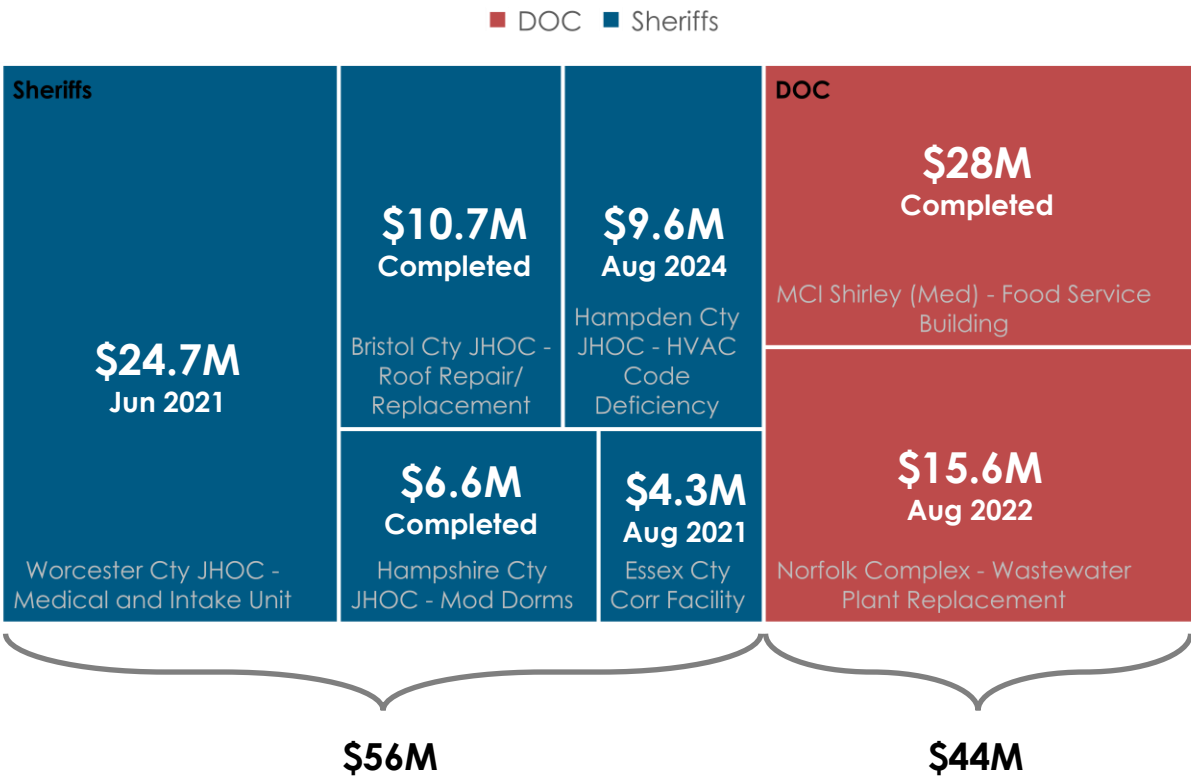 DOC Sheriffs
Sheriffs
$24.7M
Jun 2021
Worcester Cty JHOC -
Medical and Intake Unit
$10.7M
Completed
Bristol Cty JHOC -
Roof Repair/
Replacement
$9.6M
Aug 2024
Hampden Cty
JHOC - HVAC
Code
Deficiency
$6.6M
Completed
Hampshire Cty
JHOC - Mod Dorms
$4.3M
Aug 2021
Essex Cty
Corr Facility
DOC
$28M
Completed
MCI Shirley (Med) - Food Service
Building
$15.6M
Aug 2022
Norfolk Complex - Wastewater
Plant Replacement
$56M
$44M